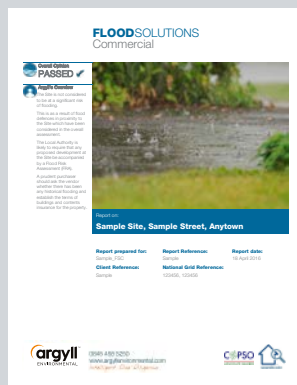 FLOODSOLUTIONS
Commercial
Overall Opinion
PASSED ✔
Argyll's Overview
The Site is not considered
to be at a significant risk
of flooding.
This is as a result of flood
defences in proximity to
the Site which have been
considered in the overall
assessment.
The Local Authority is
likely to request that any
proposed development at
the Site be accompanied
by a Flood Risk
Assessment (FRA).
A prudent purchaser
should ask the vendor
whether there has been
any historical flooding and
establish the terms of
buildings and contents
insurance for the property.
Report on:
Sample Site, Sample Street, Anytown
Report prepared for:
Sample_FSC
Report Reference:
Sample
Report date:
16 April 2016
Client Reference:
Sample
National Grid Reference:
123456, 123456
argyll
ENVIRONMENTAL
0845 458 5250
www.argyllenvironmental.com
Intelligent Due Diligence